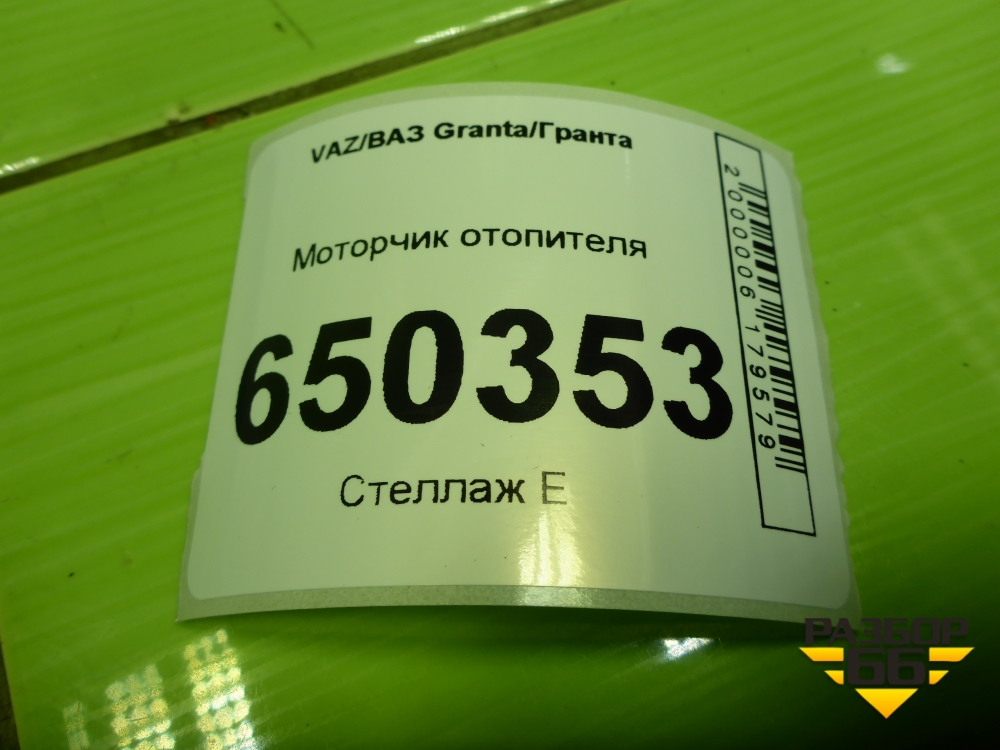 VAZ/ВАЗ Granta/Гранта
Моторчик отопителя
650353
Стеллаж Е
2000006179579
РАЗБОР
66